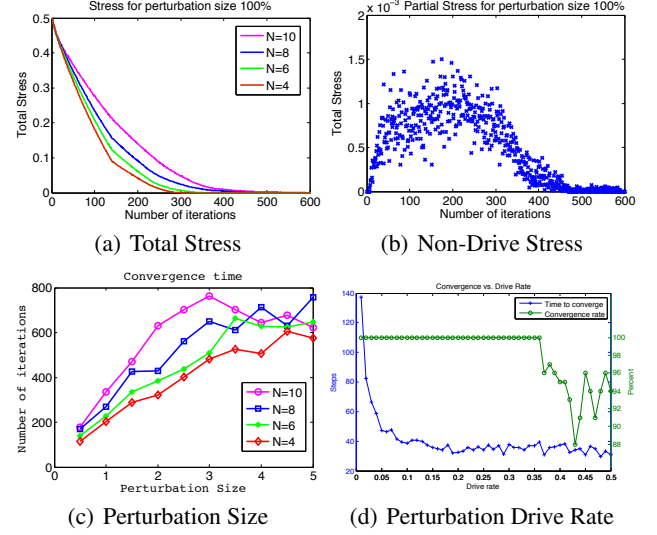 Stress for perturbation size 100%
Total Stress
0.5
0.4
0.3
0.2
0.1
0
N=10
N=8
N=6
N=4
0 100 200 300 400 500 600
Number of iterations
(a) Total Stress
Partial Stress for perturbation size 100%
x 10^-3
Total Stress
2
1.5
1
0.5
0
0 100 200 300 400 500 600
Number of iterations
(b) Non-Drive Stress
Convergence time
Number of iterations
800
600
400
200
0
N=10
N=8
N=6
N=4
0 1 2 3 4 5
Perturbation Size
(c) Perturbation Size
Convergence vs. Drive Rate
Steps
140
120
100
80
60
40
20
Time to converge
Convergence rate
100
98
96
94
92
90
88
Percent
0 0.05 0.1 0.15 0.2 0.25 0.3 0.35 0.4 0.45 0.5
Drive rate
(d) Perturbation Drive Rate